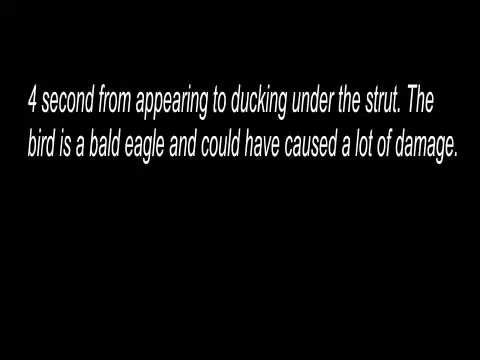 4 second from appearing to ducking under the strut. The
bird is a bald eagle and could have caused a lot of damage.